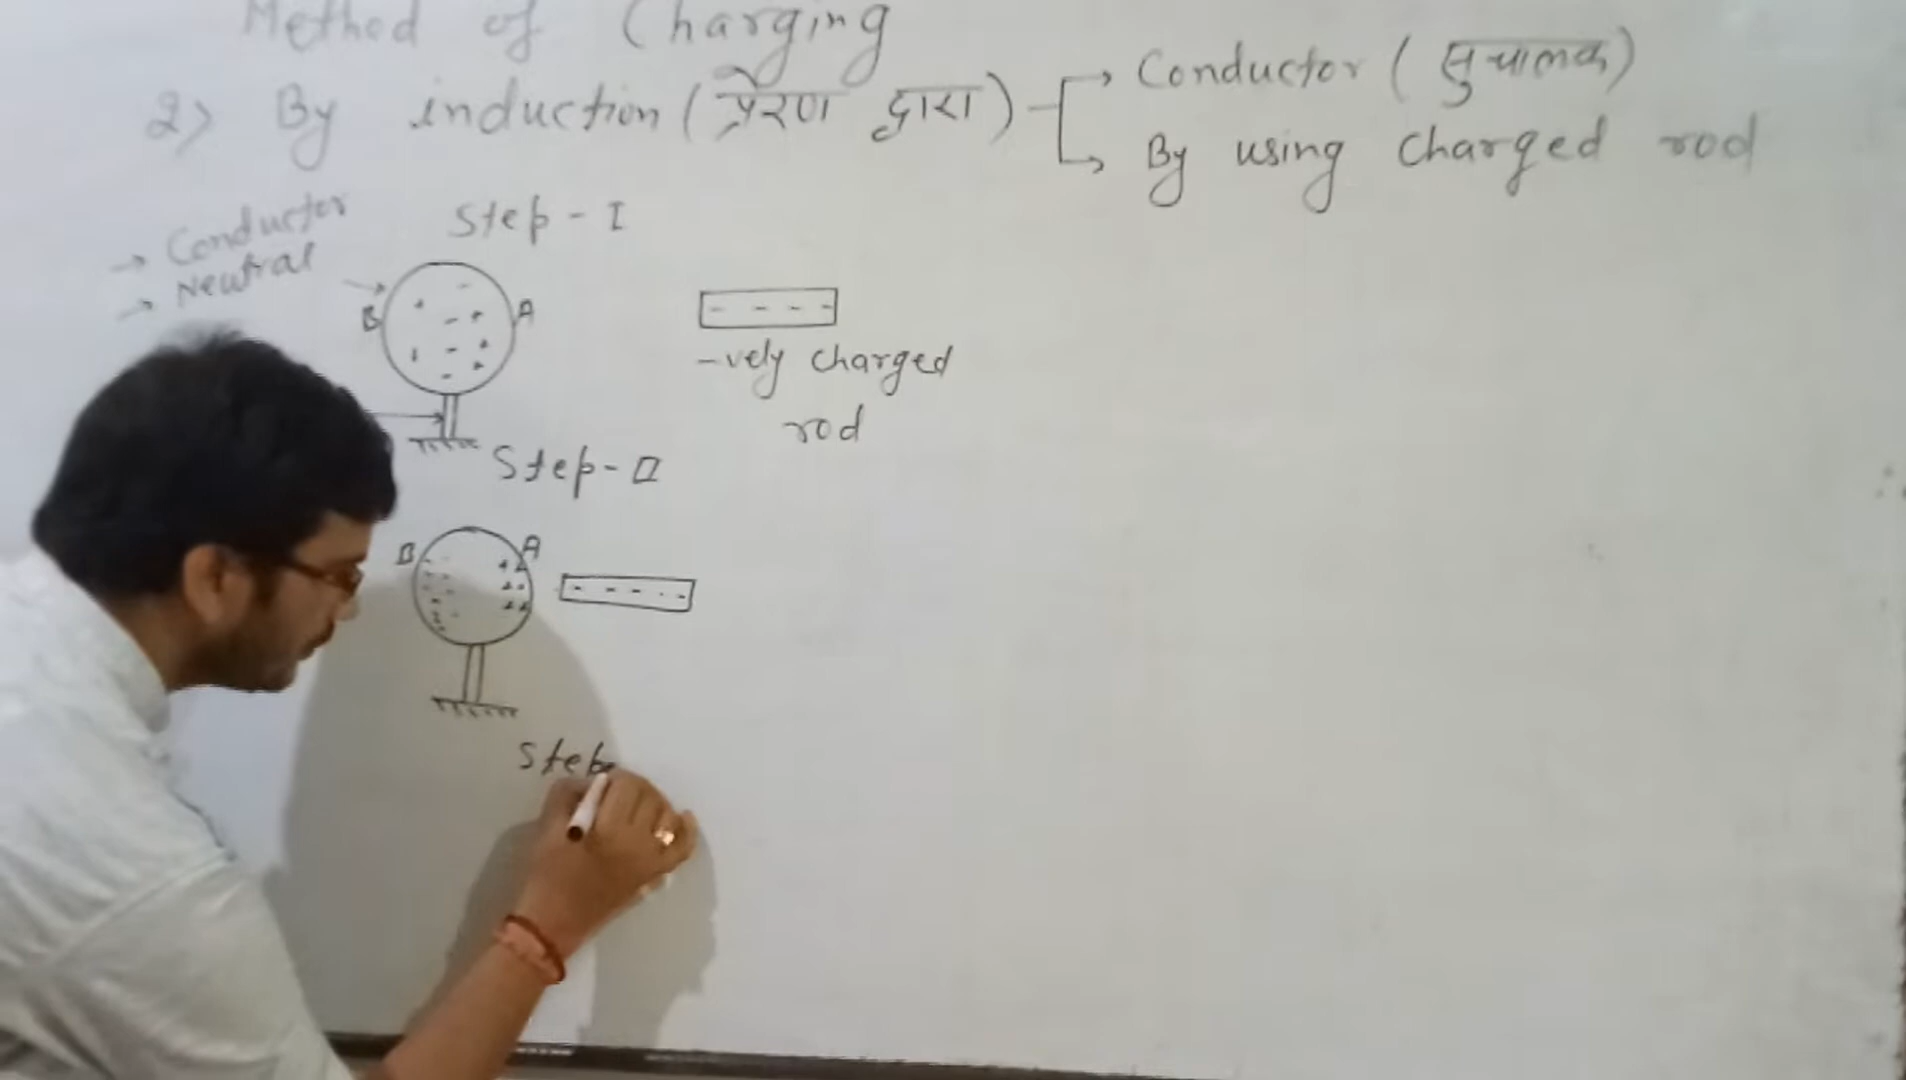 Method of Charging
2> By induction (प्रेरण द्वारा) → Conductor (सुचालक)
→ By using charged rod
→ Conductor
→ Neutral
Step - I
B A
-vely charged
rod
Step - II
B A
Step